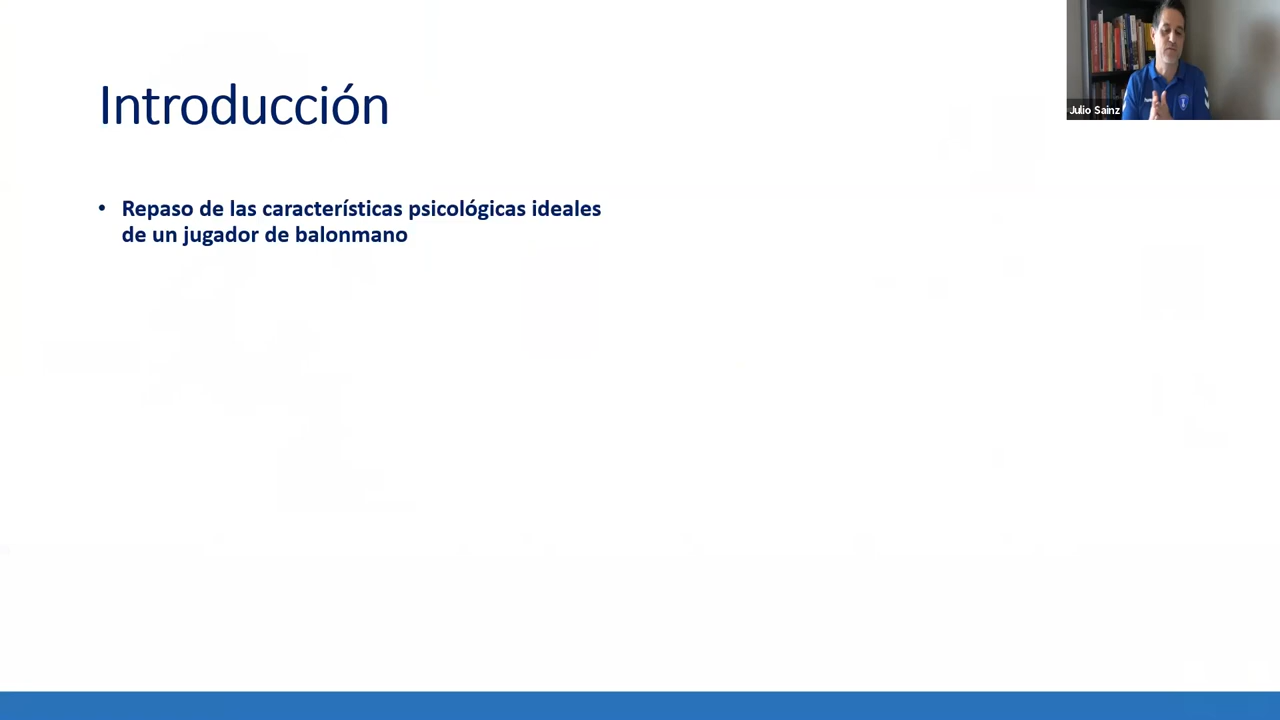 Introducción
• Repaso de las características psicológicas ideales
de un jugador de balonmano
Julio Sainz